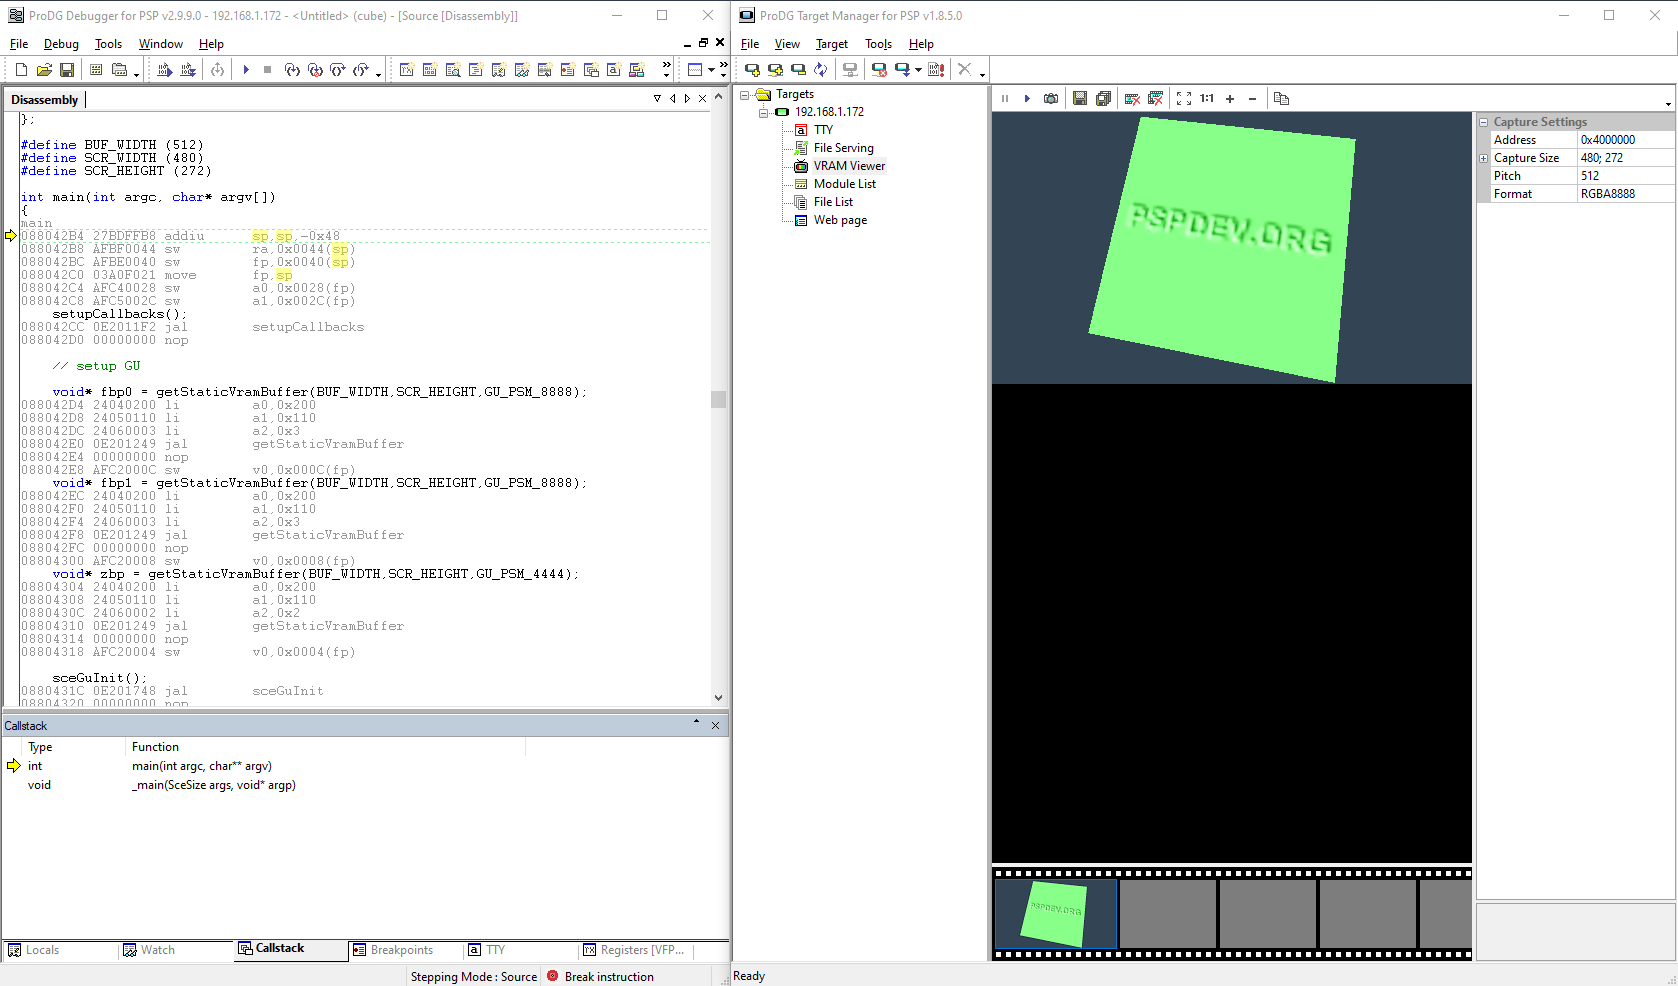 ProDG Debugger for PSP v2.9.9.0 - 192.168.1.172 - <Untitled> (cube) - [Source [Disassembly]]
File Debug Tools Window Help
Disassembly
};
#define BUF_WIDTH (512)
#define SCR_WIDTH (480)
#define SCR_HEIGHT (272)
int main(int argc, char* argv[])
{
main
088042B4 27BDFFB8 addiu sp,sp,-0x48
088042B8 AFBF0044 sw ra,0x0044(sp)
088042BC AFBE0040 sw fp,0x0040(sp)
088042C0 03A0F021 move fp,sp
088042C4 AFC40028 sw a0,0x0028(fp)
088042C8 AFC5002C sw a1,0x002C(fp)
setupCallbacks();
088042CC 0E2011F2 jal setupCallbacks
088042D0 00000000 nop
// setup GU
void* fbp0 = getStaticVramBuffer(BUF_WIDTH,SCR_HEIGHT,GU_PSM_8888);
088042D4 24040200 li a0,0x200
088042D8 24050110 li a1,0x110
088042DC 24060003 li a2,0x3
088042E0 0E201249 jal getStaticVramBuffer
088042E4 00000000 nop
088042E8 AFC2000C sw v0,0x000C(fp)
void* fbp1 = getStaticVramBuffer(BUF_WIDTH,SCR_HEIGHT,GU_PSM_8888);
088042EC 24040200 li a0,0x200
088042F0 24050110 li a1,0x110
088042F4 24060003 li a2,0x3
088042F8 0E201249 jal getStaticVramBuffer
088042FC 00000000 nop
08804300 AFC20008 sw v0,0x0008(fp)
void* zbp = getStaticVramBuffer(BUF_WIDTH,SCR_HEIGHT,GU_PSM_4444);
08804304 24040200 li a0,0x200
08804308 24050110 li a1,0x110
0880430C 24060002 li a2,0x2
08804310 0E201249 jal getStaticVramBuffer
08804314 00000000 nop
08804318 AFC20004 sw v0,0x0004(fp)
sceGuInit();
0880431C 0E201748 jal sceGuInit
08804320 00000000 nop
Callstack
Type Function
int main(int argc, char** argv)
void _main(SceSize args, void* argp)
Locals Watch Callstack Breakpoints TTY Registers [VFP...
Stepping Mode : Source Break instruction
ProDG Target Manager for PSP v1.8.5.0
File View Target Tools Help
Targets
192.168.1.172
TTY
File Serving
VRAM Viewer
Module List
File List
Web page
1:1
PSPDEV.ORG
Capture Settings
Address 0x4000000
Capture Size 480; 272
Pitch 512
Format RGBA8888
PSPDEV.ORG
Ready